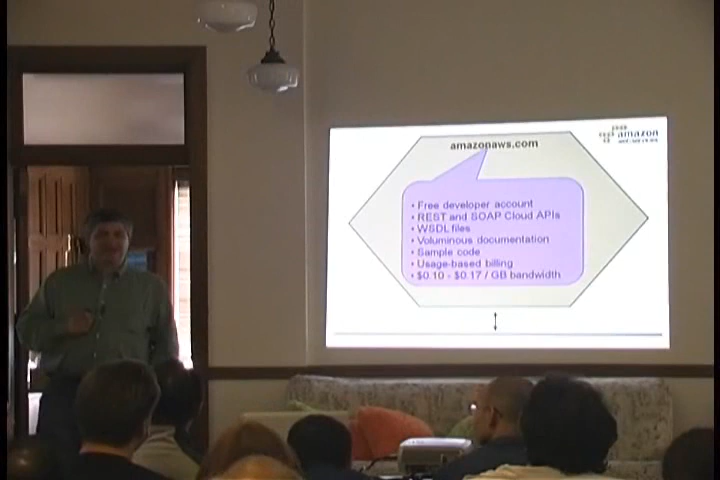 amazon
amazonaws.com
• Free developer account
• REST and SOAP Cloud APIs
• WSDL files
• Voluminous documentation
• Sample code
• Usage-based billing
• $0.10 - $0.17 / GB bandwidth